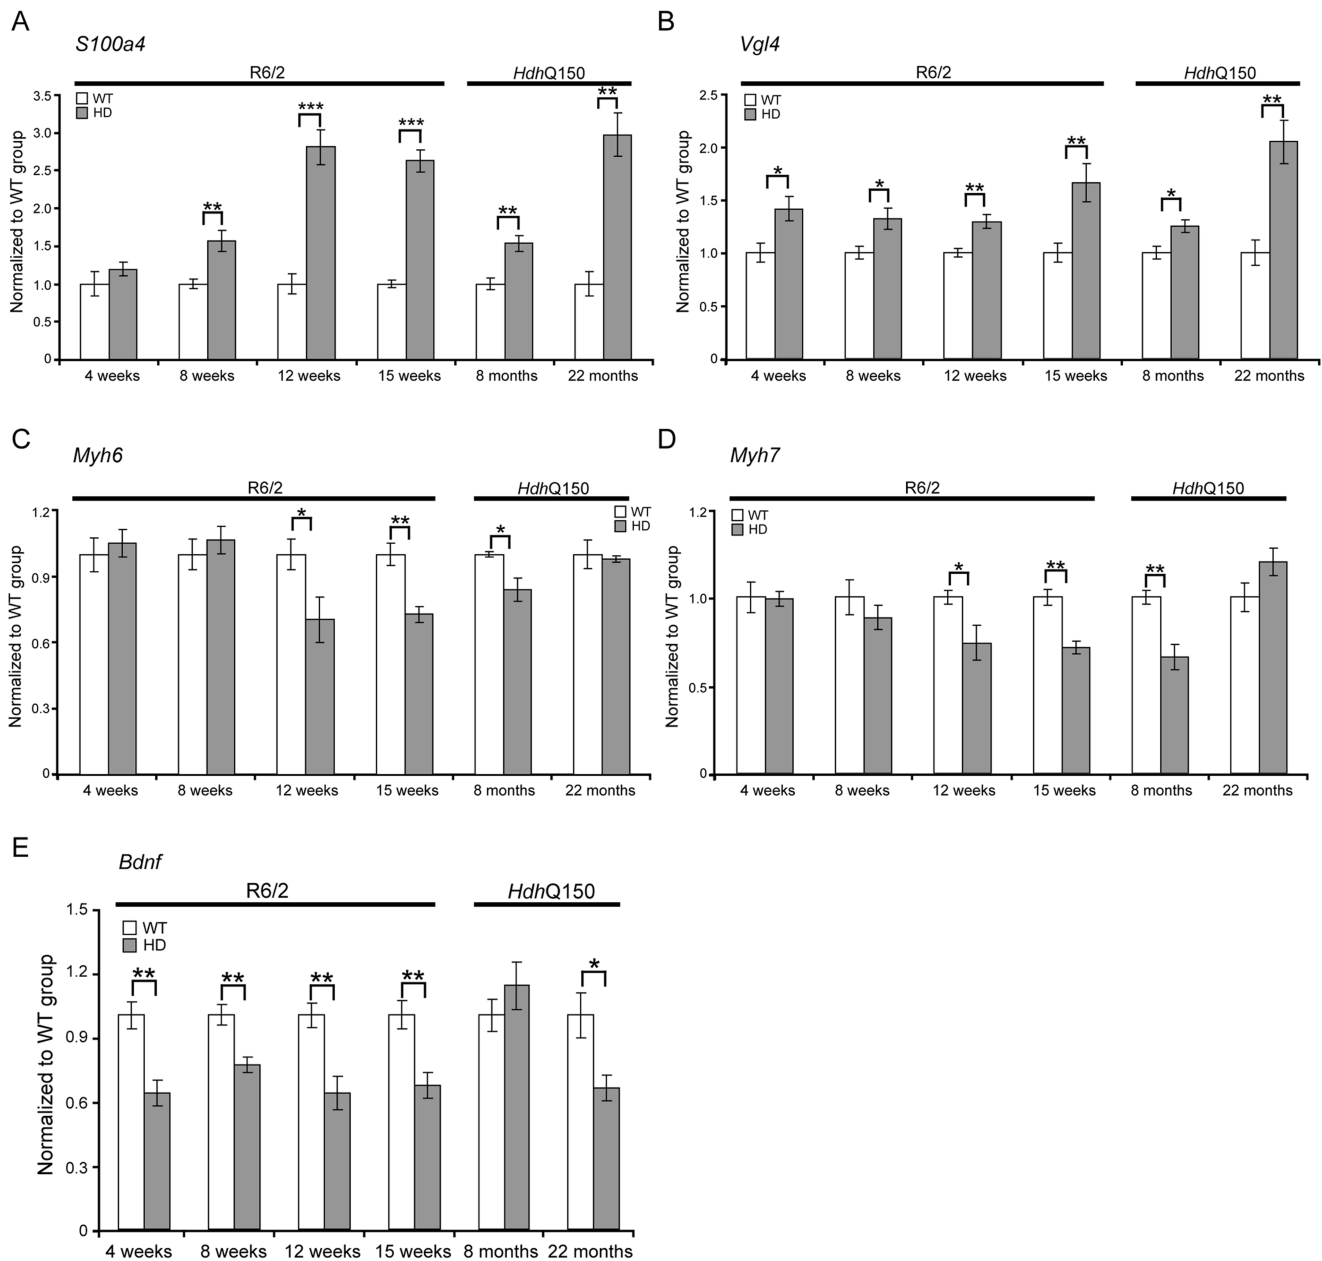 A
S100a4
R6/2
HdhQ150
WT
HD
Normalized to WT group
3.5
3.0
2.5
2.0
1.5
1.0
0.5
0
**
***
***
**
**
4 weeks
8 weeks
12 weeks
15 weeks
8 months
22 months
B
Vgl4
R6/2
HdhQ150
WT
HD
Normalized to WT group
2.5
2.0
1.5
1.0
0.5
0
*
*
**
**
*
**
4 weeks
8 weeks
12 weeks
15 weeks
8 months
22 months
C
Myh6
R6/2
HdhQ150
WT
HD
Normalized to WT group
1.2
0.9
0.6
0.3
0
*
**
*
4 weeks
8 weeks
12 weeks
15 weeks
8 months
22 months
D
Myh7
R6/2
HdhQ150
WT
HD
Normalized to WT group
1.2
1.0
0.5
0
*
**
**
4 weeks
8 weeks
12 weeks
15 weeks
8 months
22 months
E
Bdnf
R6/2
HdhQ150
WT
HD
Normalized to WT group
1.5
1.2
0.9
0.6
0.3
0
**
**
**
**
*
4 weeks
8 weeks
12 weeks
15 weeks
8 months
22 months